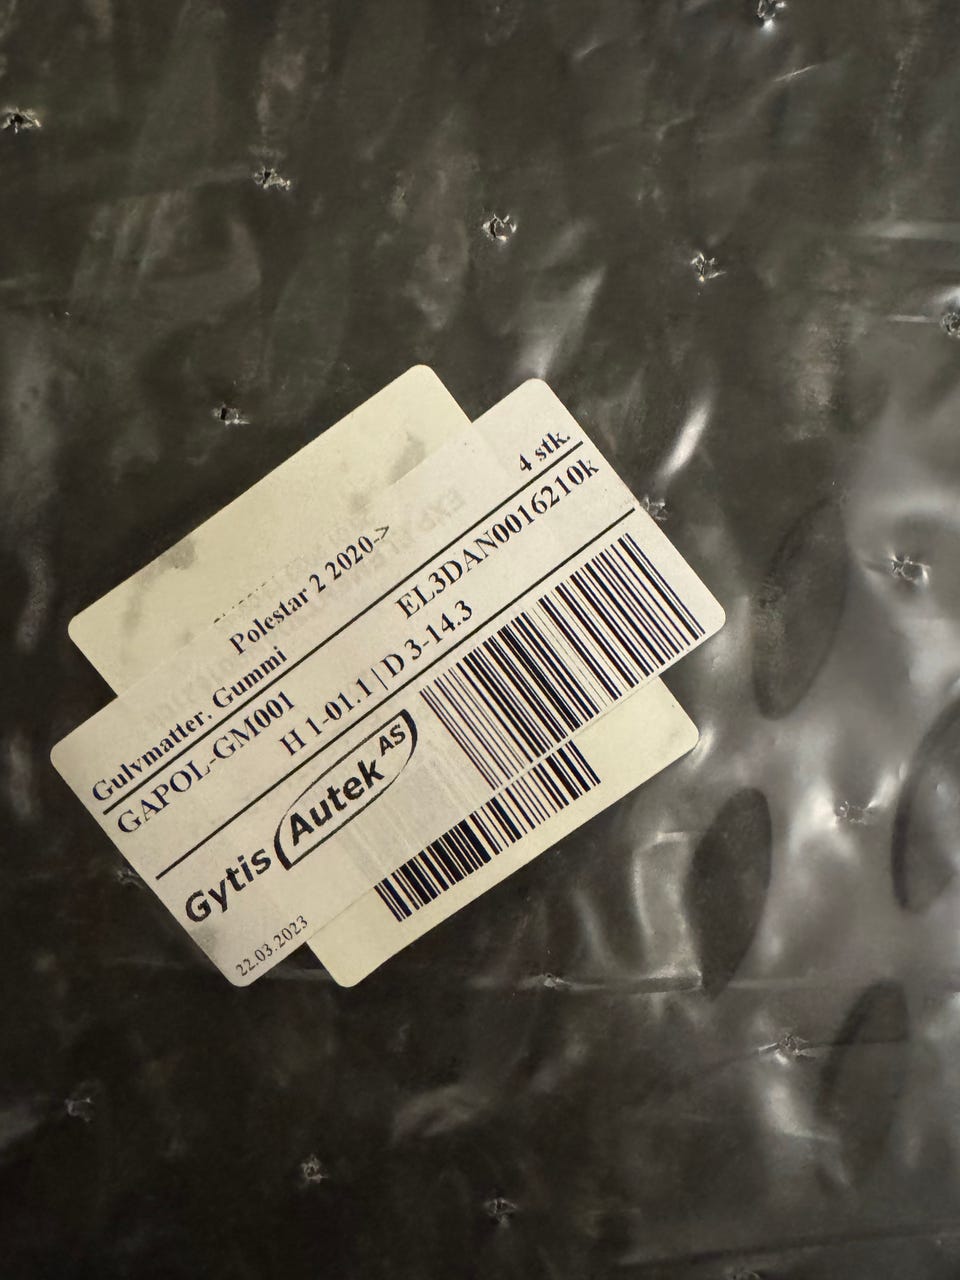 Polestar 2 2020->
Gulvmatter. Gummi 4 stk.
GAPOL-GM001 EL3DAN0016210k
H 1-01.1 | D 3-14.3
Gytis Autek AS
22.03.2023